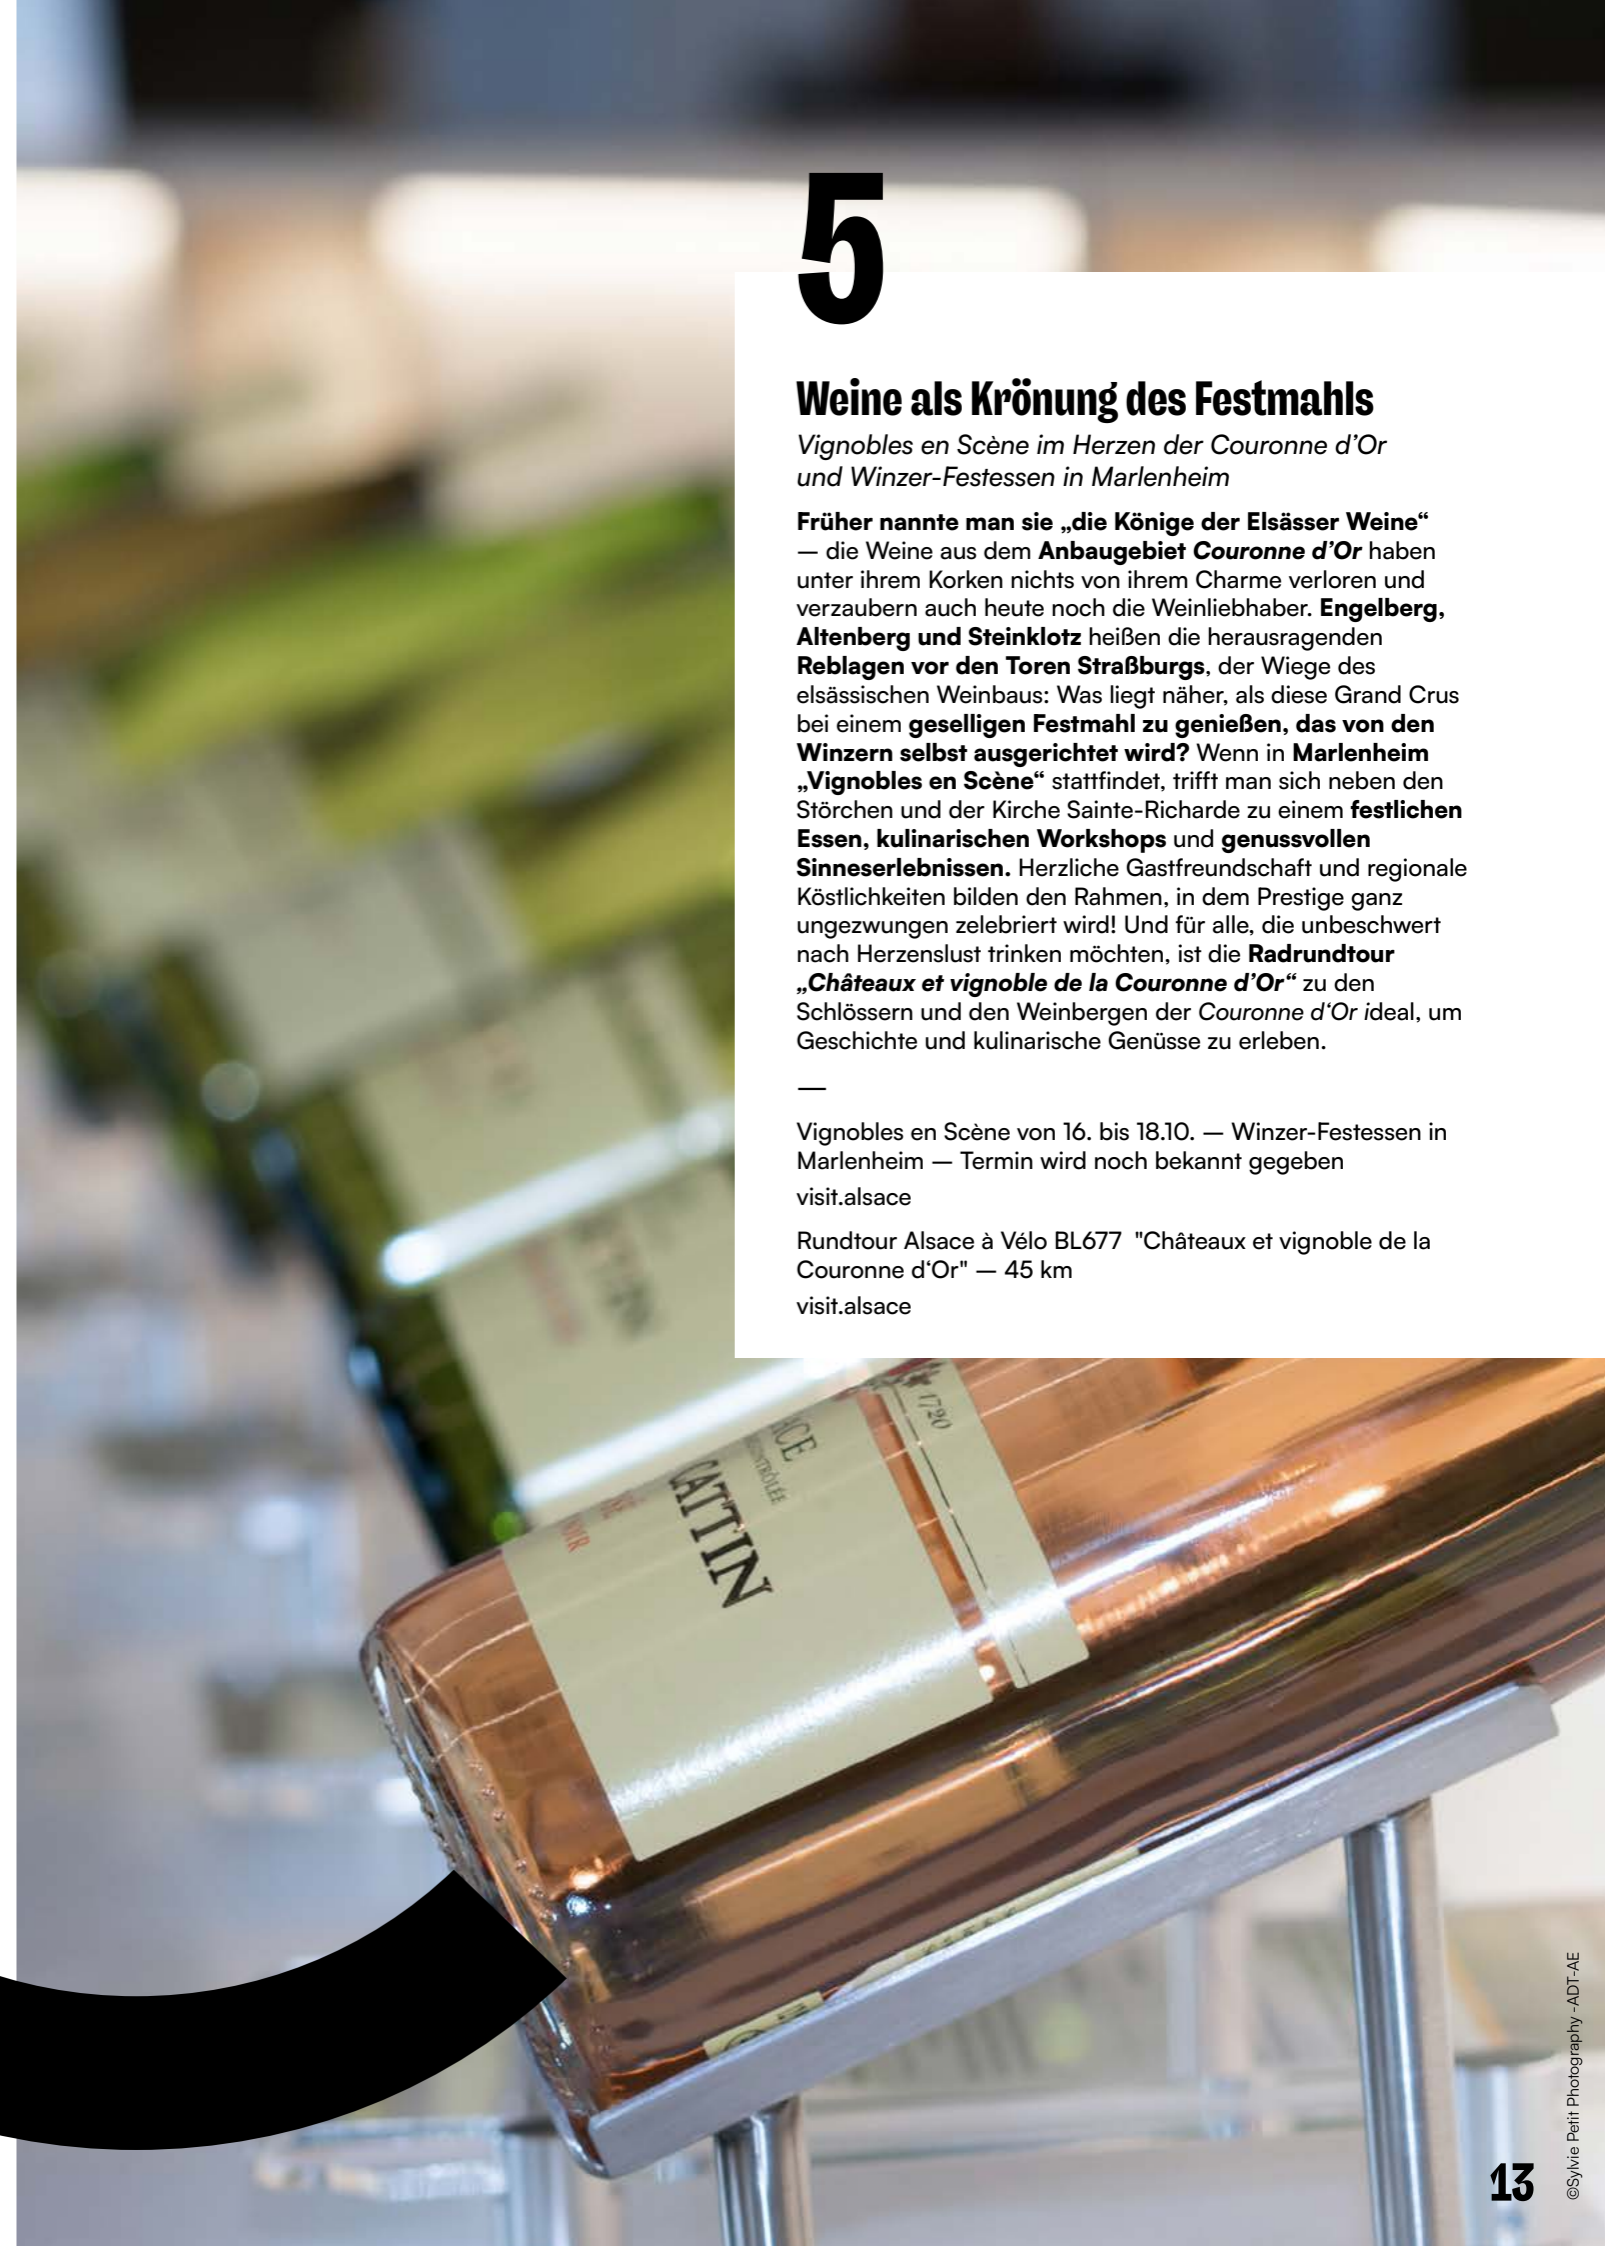 5
Weine als Krönung des Festmahls
Vignobles en Scène im Herzen der Couronne d’Or
und Winzer-Festessen in Marlenheim
Früher nannte man sie „die Könige der Elsässer Weine“
— die Weine aus dem Anbaugebiet Couronne d’Or haben
unter ihrem Korken nichts von ihrem Charme verloren und
verzaubern auch heute noch die Weinliebhaber. Engelberg,
Altenberg und Steinklotz heißen die herausragenden
Reblagen vor den Toren Straßburgs, der Wiege des
elsässischen Weinbaus: Was liegt näher, als diese Grand Crus
bei einem geselligen Festmahl zu genießen, das von den
Winzern selbst ausgerichtet wird? Wenn in Marlenheim
„Vignobles en Scène“ stattfindet, trifft man sich neben den
Störchen und der Kirche Sainte-Richarde zu einem festlichen
Essen, kulinarischen Workshops und genussvollen
Sinneserlebnissen. Herzliche Gastfreundschaft und regionale
Köstlichkeiten bilden den Rahmen, in dem Prestige ganz
ungezwungen zelebriert wird! Und für alle, die unbeschwert
nach Herzenslust trinken möchten, ist die Radrundtour
„Châteaux et vignoble de la Couronne d’Or“ zu den
Schlössern und den Weinbergen der Couronne d‘Or ideal, um
Geschichte und kulinarische Genüsse zu erleben.
—
Vignobles en Scène von 16. bis 18.10. — Winzer-Festessen in
Marlenheim — Termin wird noch bekannt gegeben
visit.alsace
Rundtour Alsace à Vélo BL677 "Châteaux et vignoble de la
Couronne d‘Or" — 45 km
visit.alsace
1720
CATTIN
©Sylvie Petit Photography -ADT-AE
13